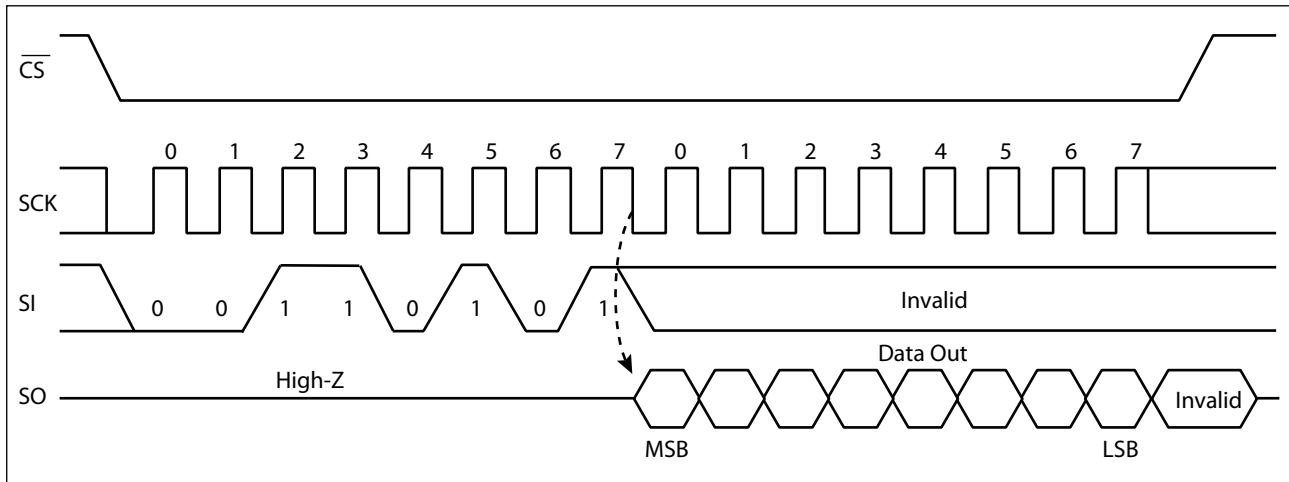 CS
0 1 2 3 4 5 6 7 0 1 2 3 4 5 6 7
SCK
SI
0 0 1 1 0 1 0 1
Invalid
Data Out
High-Z
SO
Invalid
MSB
LSB